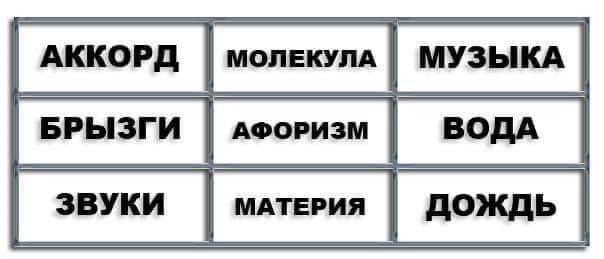 АККОРД МОЛЕКУЛА МУЗЫКА
БРЫЗГИ АФОРИЗМ ВОДА
ЗВУКИ МАТЕРИЯ ДОЖДЬ